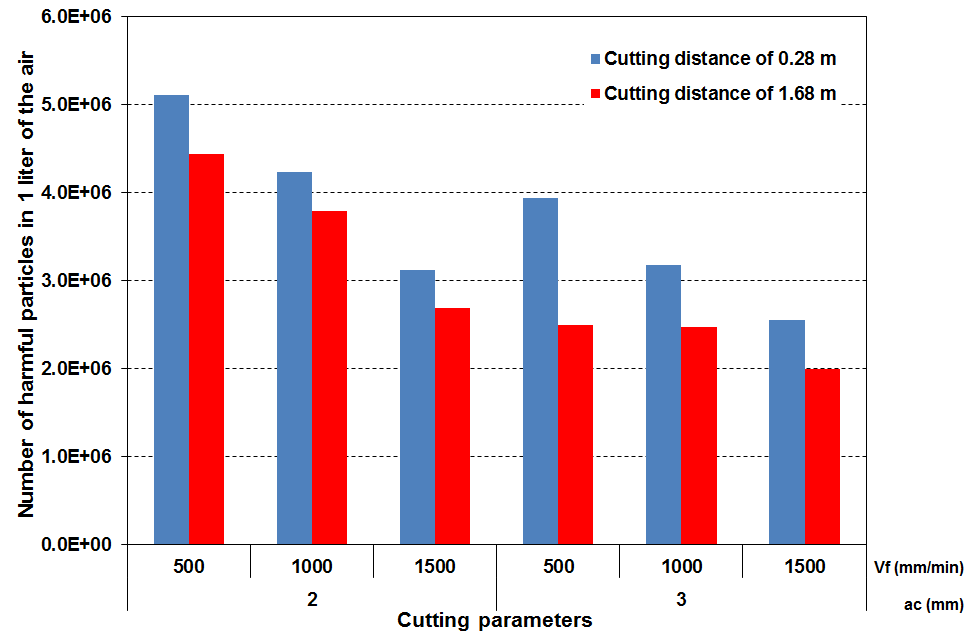 Number of harmful particles in 1 liter of the air
6.0E+06
5.0E+06
4.0E+06
3.0E+06
2.0E+06
1.0E+06
0.0E+00
Cutting distance of 0.28 m
Cutting distance of 1.68 m
500 1000 1500 500 1000 1500 Vf (mm/min)
2 3 ac (mm)
Cutting parameters